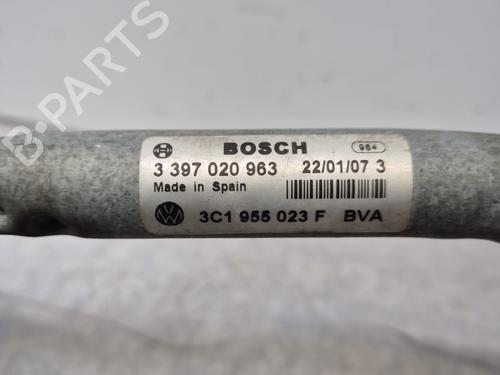 BOSCH 964
3 397 020 963 22/01/07 3
Made in Spain
3C1 955 023 F BVA
B-PARTS